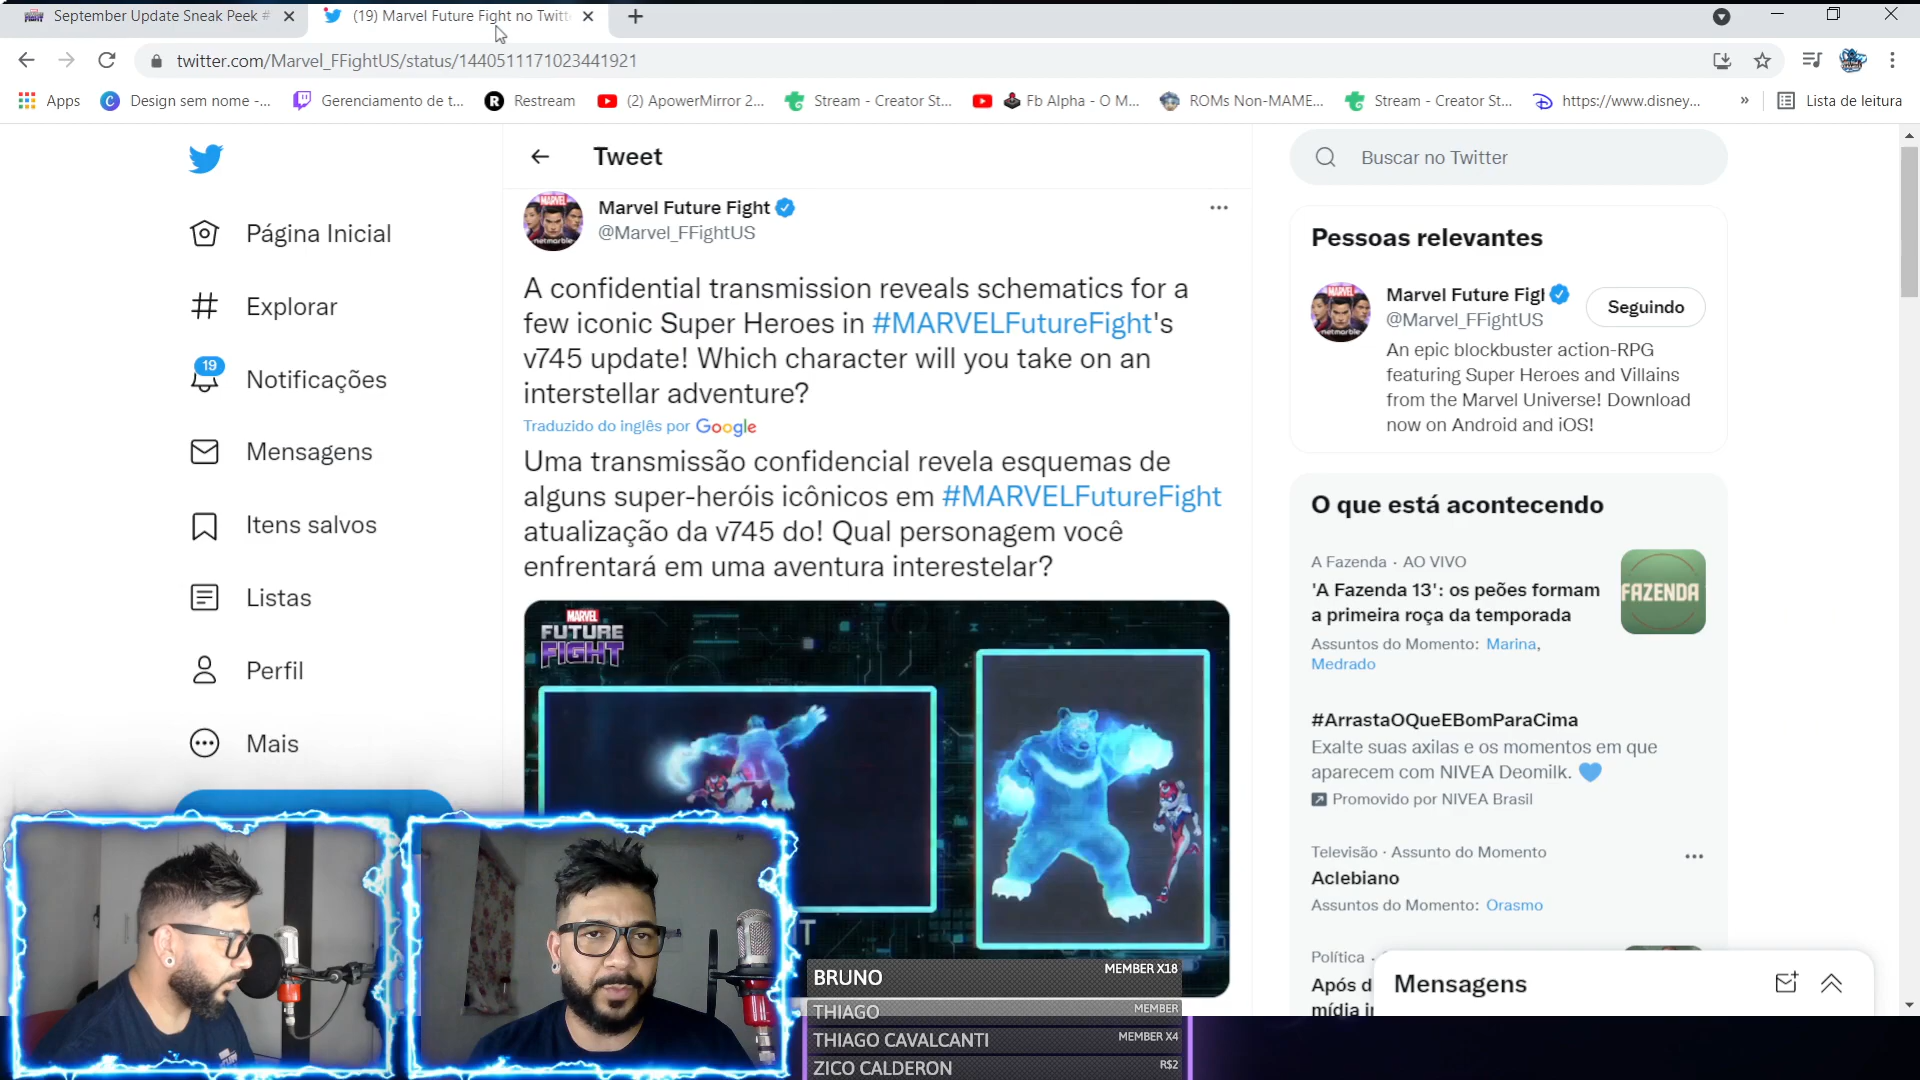 September Update Sneak Peek #
(19) Marvel Future Fight no Twitt
twitter.com/Marvel_FFightUS/status/1440511171023441921
Apps
Design sem nome -...
Gerenciamento de t...
Restream
(2) ApowerMirror 2...
Stream - Creator St...
Fb Alpha - O M...
ROMs Non-MAME...
Stream - Creator St...
https://www.disney...
»
Lista de leitura
Página Inicial
Explorar
19
Notificações
Mensagens
Itens salvos
Listas
Perfil
Mais
Tweet
Marvel Future Fight
@Marvel_FFightUS
A confidential transmission reveals schematics for a
few iconic Super Heroes in #MARVELFutureFight's
v745 update! Which character will you take on an
interstellar adventure?
Traduzido do inglês por Google
Uma transmissão confidencial revela esquemas de
alguns super-heróis icônicos em #MARVELFutureFight
atualização da v745 do! Qual personagem você
enfrentará em uma aventura interestelar?
MARVEL
FUTURE
FIGHT
BRUNO MEMBER X18
THIAGO MEMBER
THIAGO CAVALCANTI MEMBER X4
ZICO CALDERON R$2
Buscar no Twitter
Pessoas relevantes
Marvel Future Figl
@Marvel_FFightUS
Seguindo
An epic blockbuster action-RPG
featuring Super Heroes and Villains
from the Marvel Universe! Download
now on Android and iOS!
O que está acontecendo
A Fazenda · AO VIVO
'A Fazenda 13': os peões formam
a primeira roça da temporada
Assuntos do Momento: Marina,
Medrado
FAZENDA
#ArrastaOQueEBomParaCima
Exalte suas axilas e os momentos em que
aparecem com NIVEA Deomilk.
Promovido por NIVEA Brasil
Televisão · Assunto do Momento
Aclebiano
Assuntos do Momento: Orasmo
Política ·
Após d
mídia i
Mensagens